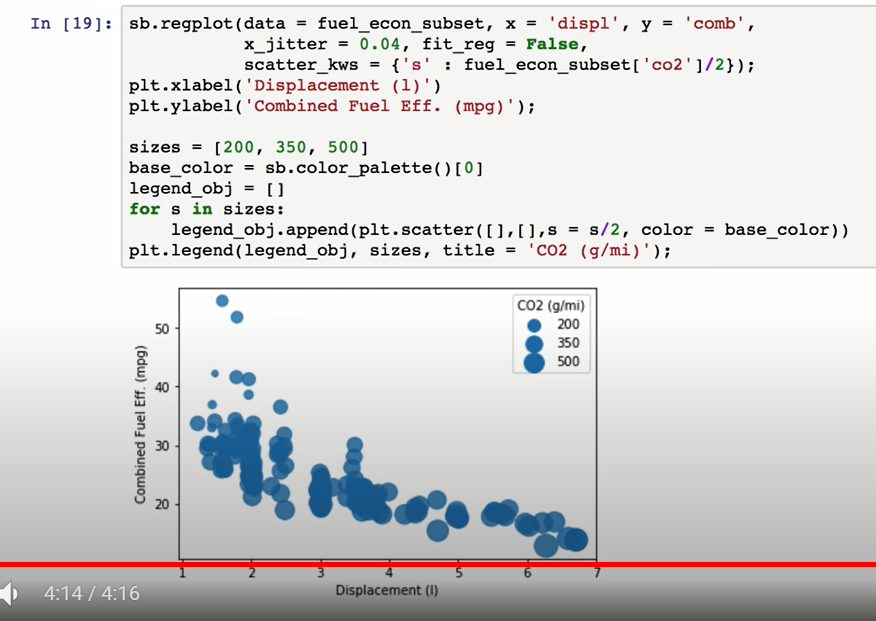 In [19]: sb.regplot(data = fuel_econ_subset, x = 'displ', y = 'comb',
x_jitter = 0.04, fit_reg = False,
scatter_kws = {'s' : fuel_econ_subset['co2']/2});
plt.xlabel('Displacement (l)')
plt.ylabel('Combined Fuel Eff. (mpg)');
sizes = [200, 350, 500]
base_color = sb.color_palette()[0]
legend_obj = []
for s in sizes:
legend_obj.append(plt.scatter([],[],s = s/2, color = base_color))
plt.legend(legend_obj, sizes, title = 'CO2 (g/mi)');
CO2 (g/mi)
200
350
500
Combined Fuel Eff. (mpg)
50
40
30
20
1 2 3 4 5 6 7
Displacement (l)
4:14 / 4:16